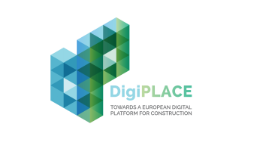 DigiPLACE
TOWARDS A EUROPEAN DIGITAL
PLATFORM FOR CONSTRUCTION